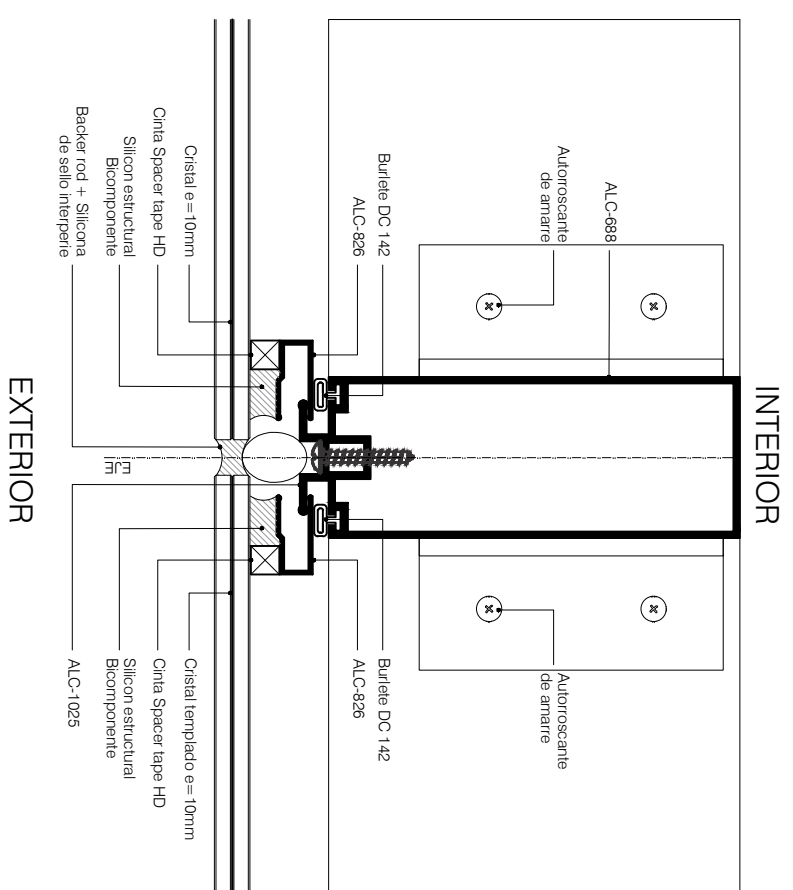 INTERIOR
ALC-688
Autorroscante
de amarre
Burlete DC 142
ALC-826
Cristal e=10mm
Cinta Spacer tape HD
Silicon estructural
Bicomponente
Backer rod + Silicona
de sello interperie
EJE
Autorroscante
de amarre
Burlete DC 142
ALC-826
Cristal templado e=10mm
Cinta Spacer tape HD
Silicon estructural
Bicomponente
ALC-1025
EXTERIOR